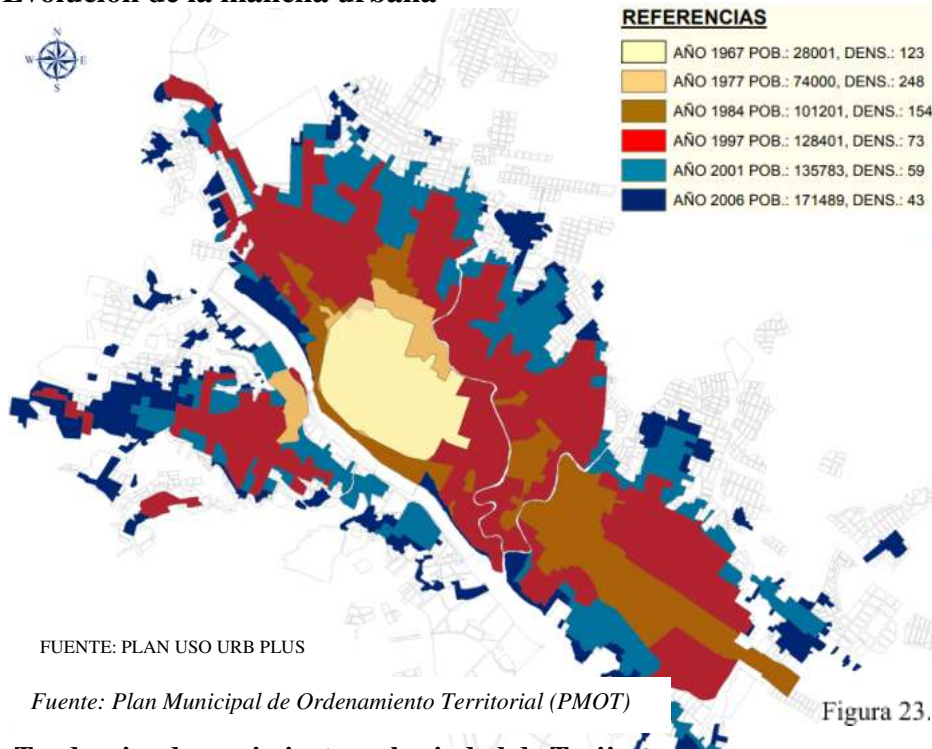 Evolución de la mancha urbana
N
W E
S
REFERENCIAS
AÑO 1967 POB.: 28001, DENS.: 123
AÑO 1977 POB.: 74000, DENS.: 248
AÑO 1984 POB.: 101201, DENS.: 154
AÑO 1997 POB.: 128401, DENS.: 73
AÑO 2001 POB.: 135783, DENS.: 59
AÑO 2006 POB.: 171489, DENS.: 43
FUENTE: PLAN USO URB PLUS
Fuente: Plan Municipal de Ordenamiento Territorial (PMOT)
Figura 23.